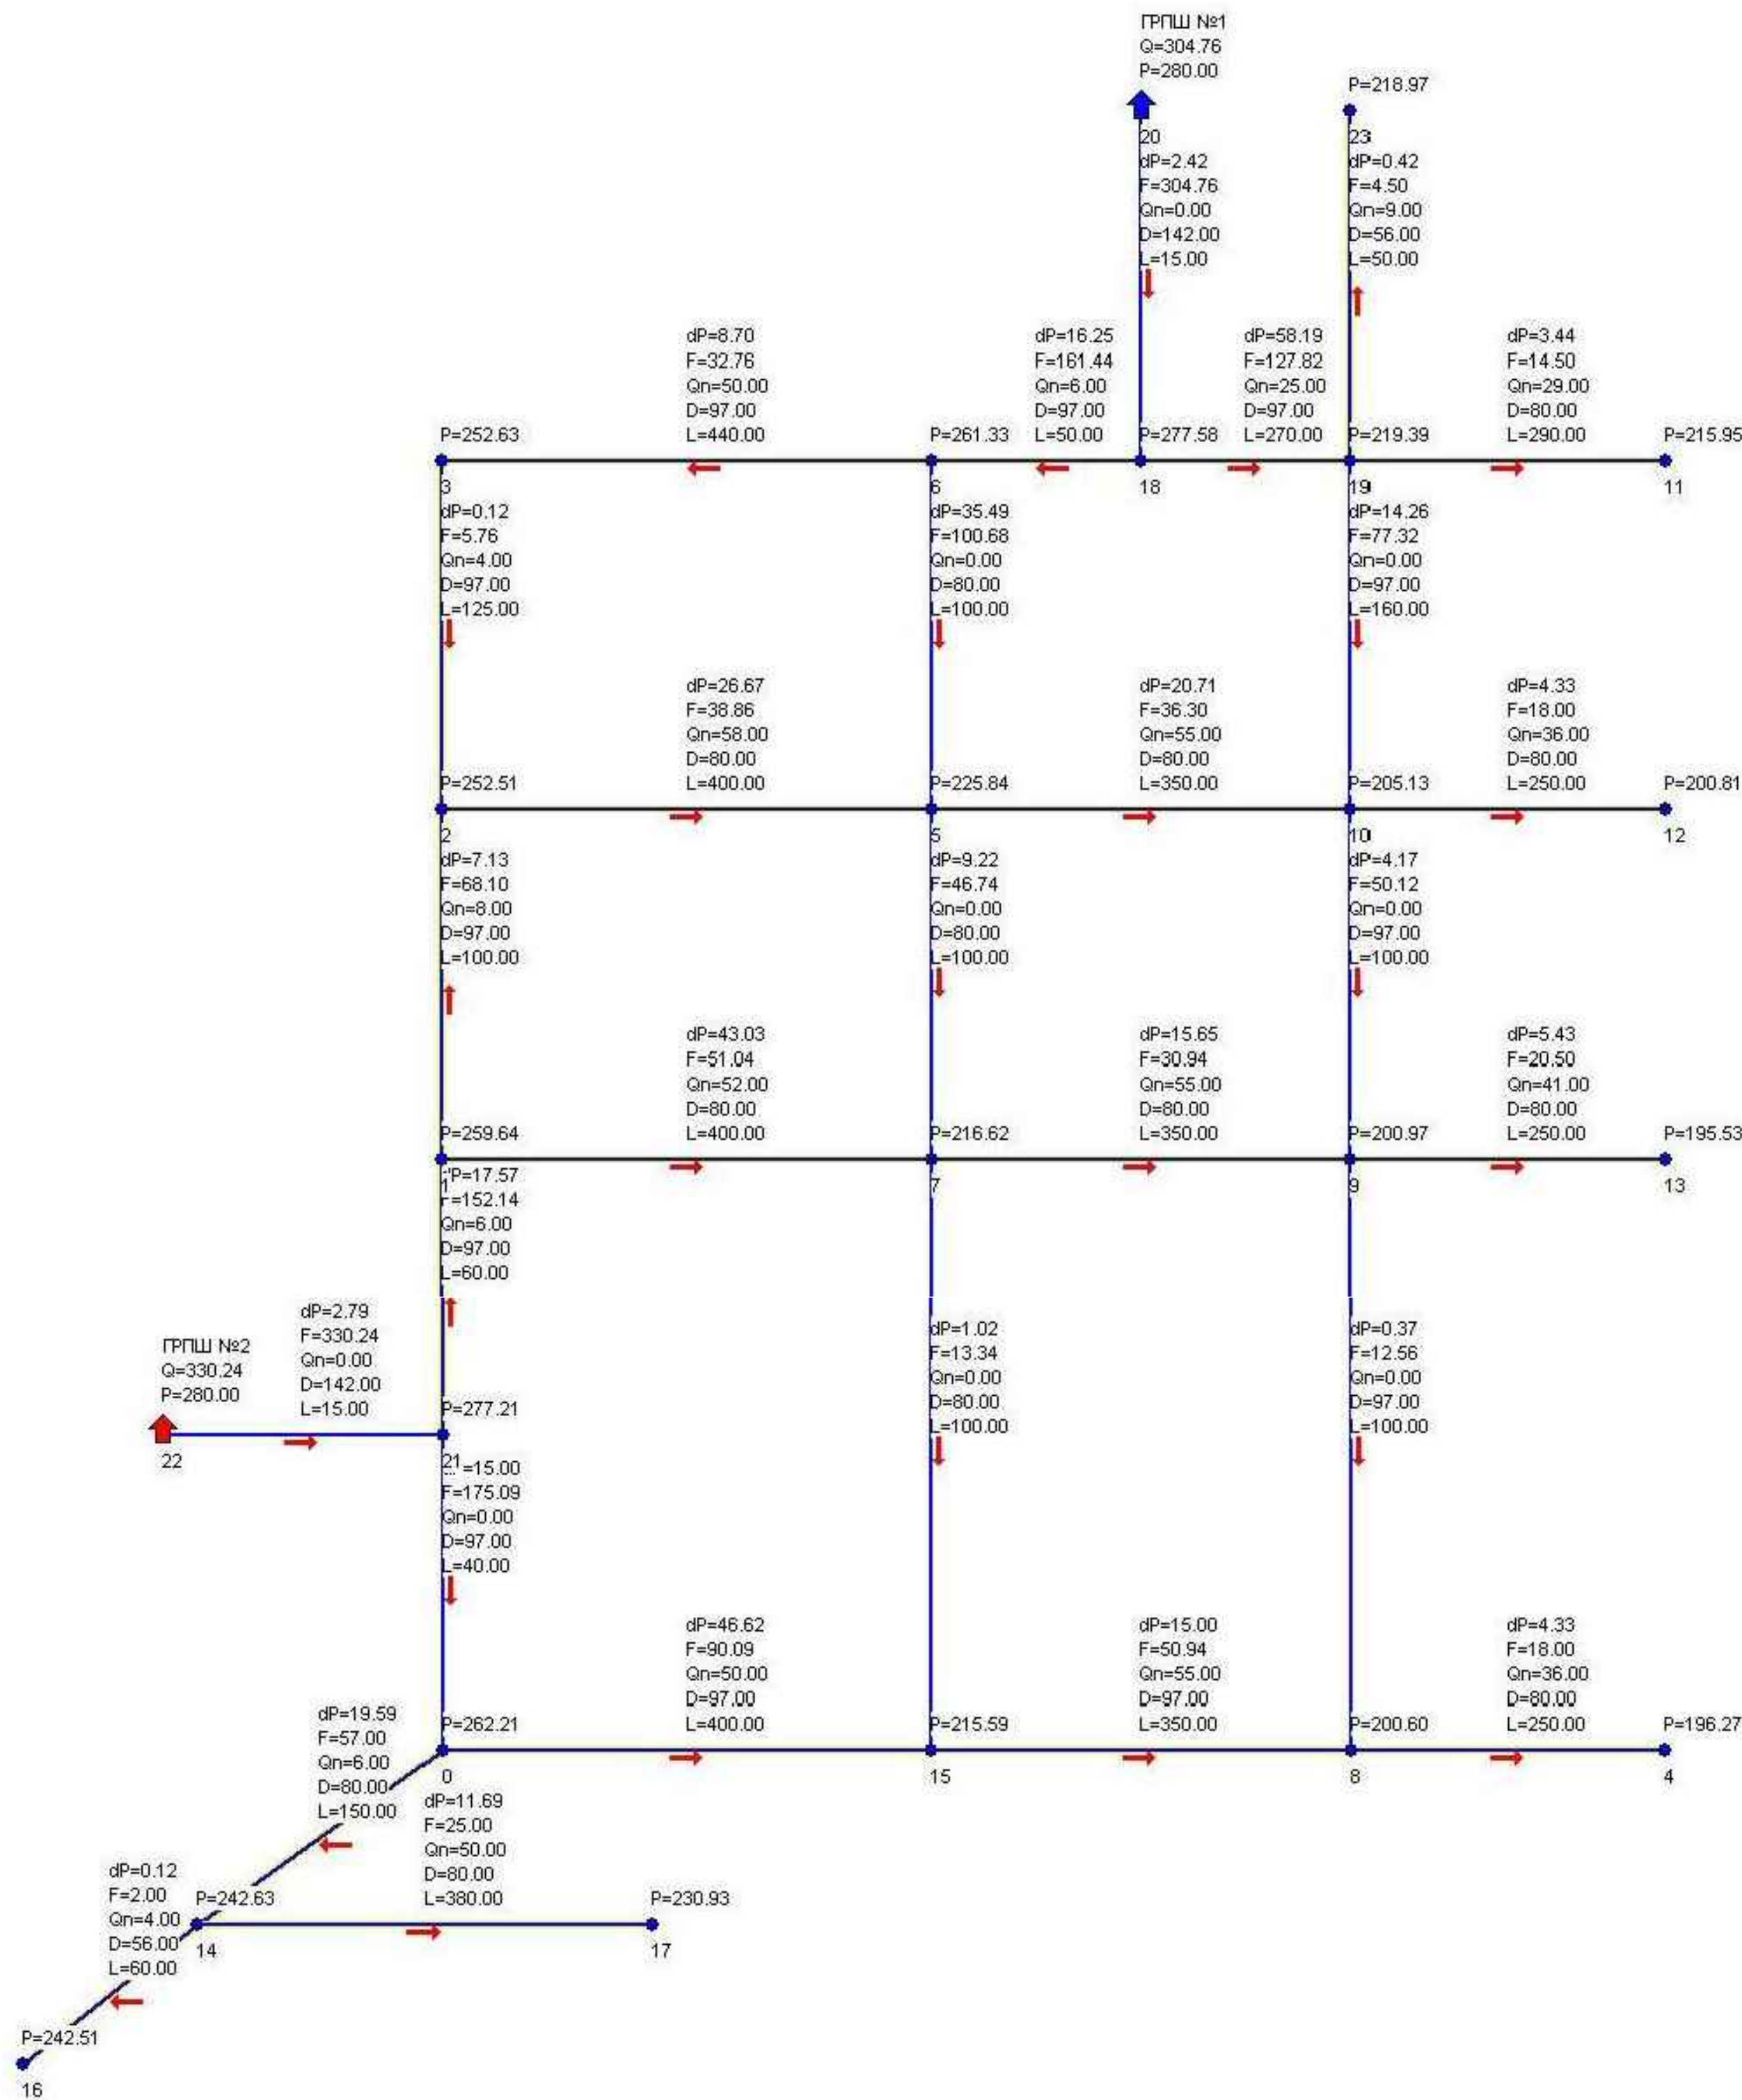 ГРПШ №1
Q=304.76
P=280.00
P=218.97
20
dP=2.42
F=304.76
Qn=0.00
D=142.00
L=15.00
23
dP=0.42
F=4.50
Qn=9.00
D=56.00
L=50.00
dP=8.70
F=32.76
Qn=50.00
D=97.00
L=440.00
dP=16.25
F=161.44
Qn=6.00
D=97.00
L=50.00
dP=58.19
F=127.82
Qn=25.00
D=97.00
L=270.00
dP=3.44
F=14.50
Qn=29.00
D=80.00
L=290.00
P=252.63
P=261.33
P=277.58
P=219.39
P=215.95
3
dP=0.12
F=5.76
Qn=4.00
D=97.00
L=125.00
6
dP=35.49
F=100.68
Qn=0.00
D=80.00
L=100.00
18
19
dP=14.26
F=77.32
Qn=0.00
D=97.00
L=160.00
11
dP=26.67
F=38.86
Qn=58.00
D=80.00
L=400.00
dP=20.71
F=36.30
Qn=55.00
D=80.00
L=350.00
dP=4.33
F=18.00
Qn=36.00
D=80.00
L=250.00
P=252.51
P=225.84
P=205.13
P=200.81
2
dP=7.13
F=68.10
Qn=8.00
D=97.00
L=100.00
5
dP=9.22
F=46.74
Qn=0.00
D=80.00
L=100.00
10
dP=4.17
F=50.12
Qn=0.00
D=97.00
L=100.00
12
dP=43.03
F=51.04
Qn=52.00
D=80.00
L=400.00
dP=15.65
F=30.94
Qn=55.00
D=80.00
L=350.00
dP=5.43
F=20.50
Qn=41.00
D=80.00
L=250.00
P=259.64
P=216.62
P=200.97
P=195.53
1
P=17.57
F=152.14
Qn=6.00
D=97.00
L=60.00
7
9
13
ГРПШ №2
Q=330.24
P=280.00
dP=2.79
F=330.24
Qn=0.00
D=142.00
L=15.00
P=277.21
dP=1.02
F=13.34
Qn=0.00
D=80.00
L=100.00
dP=0.37
F=12.56
Qn=0.00
D=97.00
L=100.00
22
21
=15.00
F=175.09
Qn=0.00
D=97.00
L=40.00
dP=46.62
F=90.09
Qn=50.00
D=97.00
L=400.00
dP=15.00
F=50.94
Qn=55.00
D=97.00
L=350.00
dP=4.33
F=18.00
Qn=36.00
D=80.00
L=250.00
P=262.21
P=215.59
P=200.60
P=196.27
0
15
8
4
dP=19.59
F=57.00
Qn=6.00
D=80.00
L=150.00
dP=11.69
F=25.00
Qn=50.00
D=80.00
L=380.00
dP=0.12
F=2.00
Qn=4.00
D=56.00
L=60.00
P=242.63
P=230.93
14
17
P=242.51
16